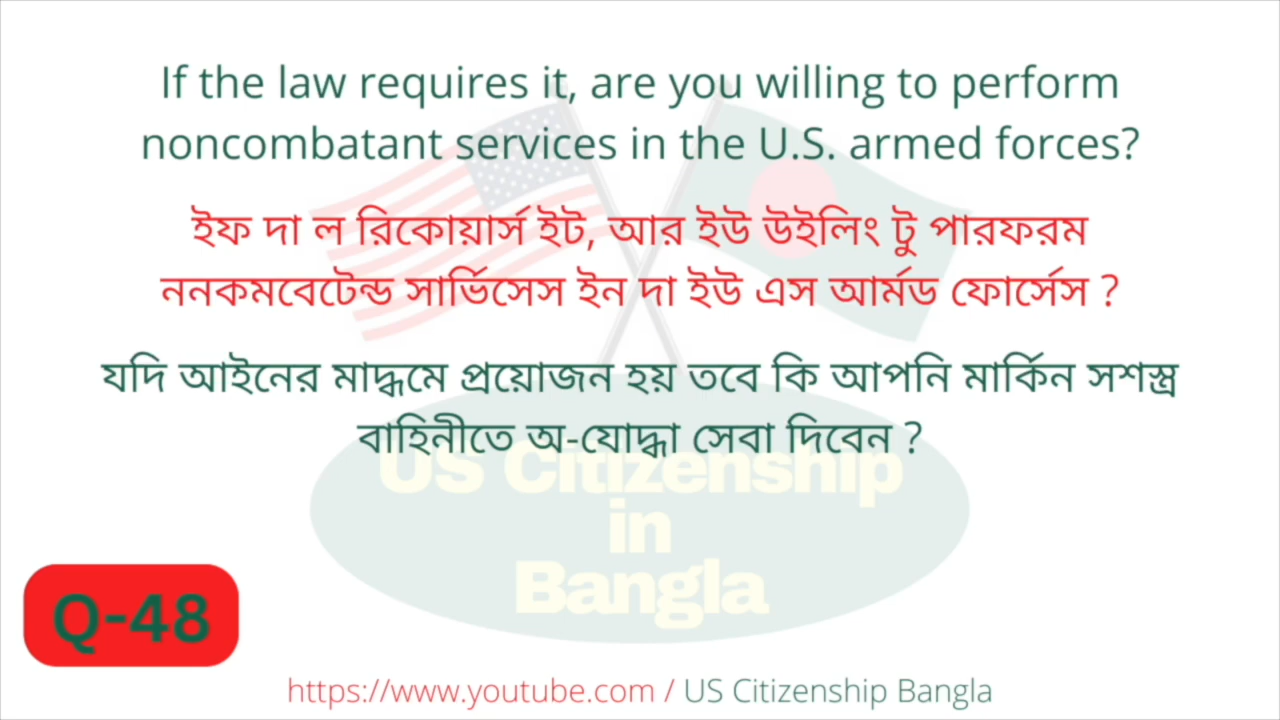 If the law requires it, are you willing to perform
noncombatant services in the U.S. armed forces?
ইফ দা ল রিকোয়ার্স ইট, আর ইউ উইলিং টু পারফরম
ননকমবেটেন্ড সার্ভিসেস ইন দা ইউ এস আর্মড ফোর্সেস ?
যদি আইনের মাদ্ধমে প্রয়োজন হয় তবে কি আপনি মার্কিন সশস্ত্র
বাহিনীতে অ-যোদ্ধা সেবা দিবেন ?
US Citizenship
in
Bangla
Q-48
https://www.youtube.com / US Citizenship Bangla